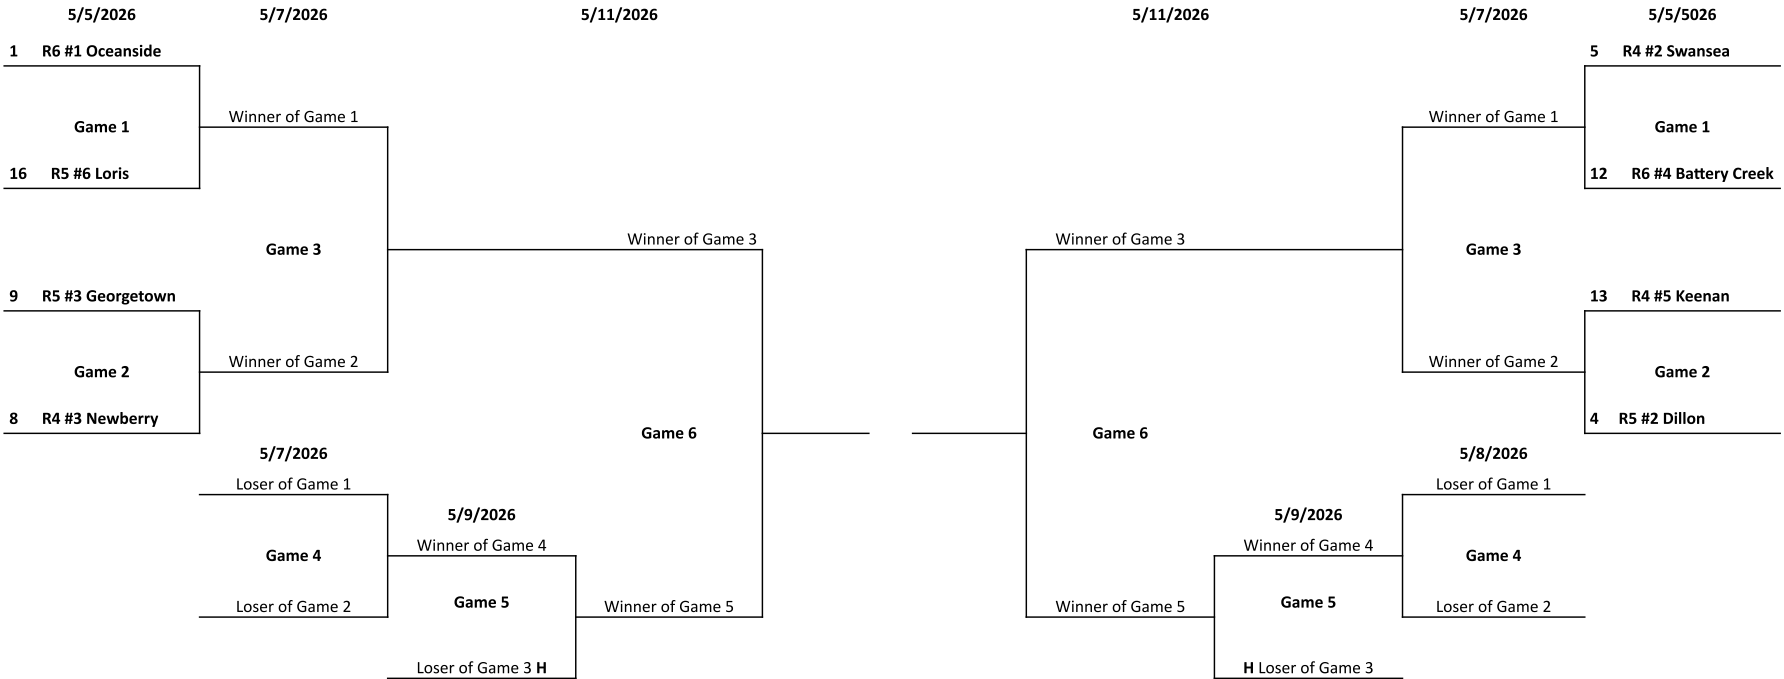 5/5/2026 5/7/2026 5/11/2026 5/11/2026 5/7/2026 5/5/5026
1 R6 #1 Oceanside 5 R4 #2 Swansea
Winner of Game 1 Winner of Game 1
Game 1 Game 1
16 R5 #6 Loris 12 R6 #4 Battery Creek
Winner of Game 3 Winner of Game 3
Game 3 Game 3
9 R5 #3 Georgetown 13 R4 #5 Keenan
Winner of Game 2 Winner of Game 2
Game 2 Game 2
8 R4 #3 Newberry 4 R5 #2 Dillon
Game 6 Game 6
5/7/2026 5/8/2026
Loser of Game 1 Loser of Game 1
5/9/2026 5/9/2026
Winner of Game 4 Winner of Game 4
Game 4 Game 4
Game 5 Game 5
Loser of Game 2 Winner of Game 5 Winner of Game 5 Loser of Game 2
Loser of Game 3 H H Loser of Game 3